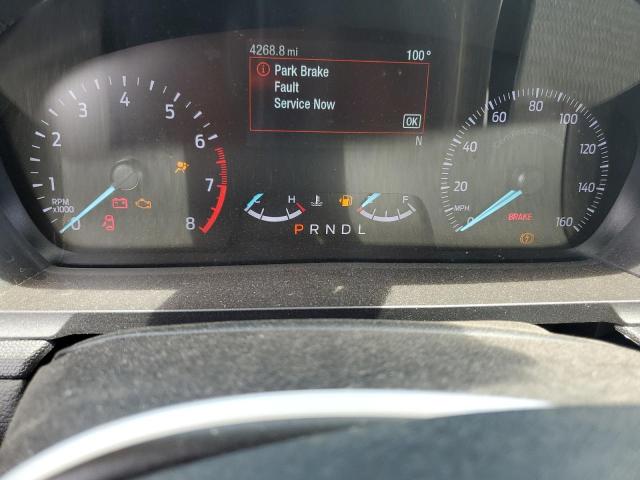 4268.8 mi 100°
Park Brake
Fault
Service Now
OK
N
0 1 2 3 4 5 6 7 8
RPM
x1000
C H
F
P R N D L
0 20 40 60 80 100 120 140 160
MPH
BRAKE